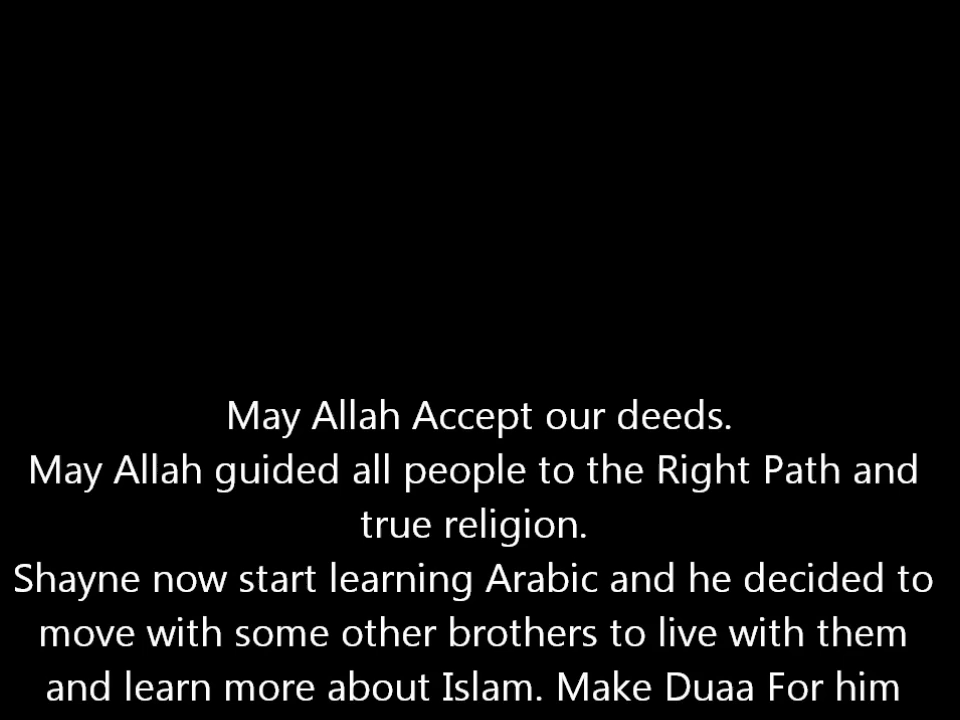 May Allah Accept our deeds.
May Allah guided all people to the Right Path and
true religion.
Shayne now start learning Arabic and he decided to
move with some other brothers to live with them
and learn more about Islam. Make Duaa For him